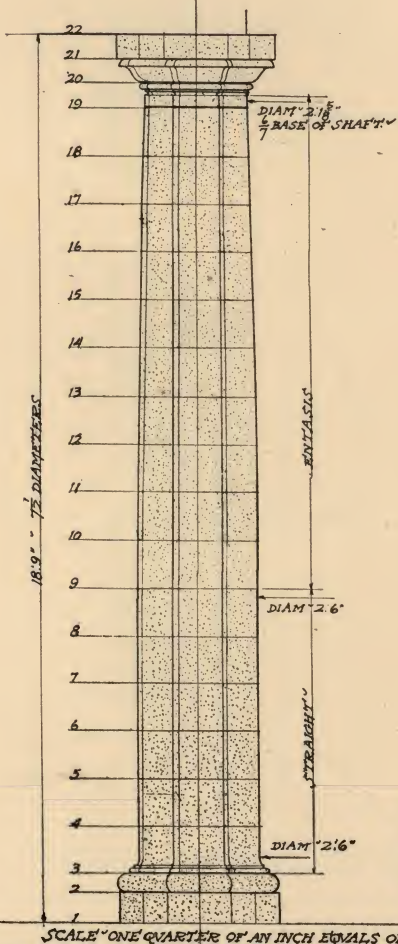 22
21
20
19
DIAM 2'1 5/8"
6/7 BASE OF SHAFT
18
17
16
15
14
13
12
11
10
9
8
7
6
5
4
3
2
1
18'.9" - 7 1/2 DIAMETERS
ENTASIS
DIAM 2'.6"
STRAIGHT
DIAM 2'.6"
SCALE ONE QUARTER OF AN INCH EQVALS